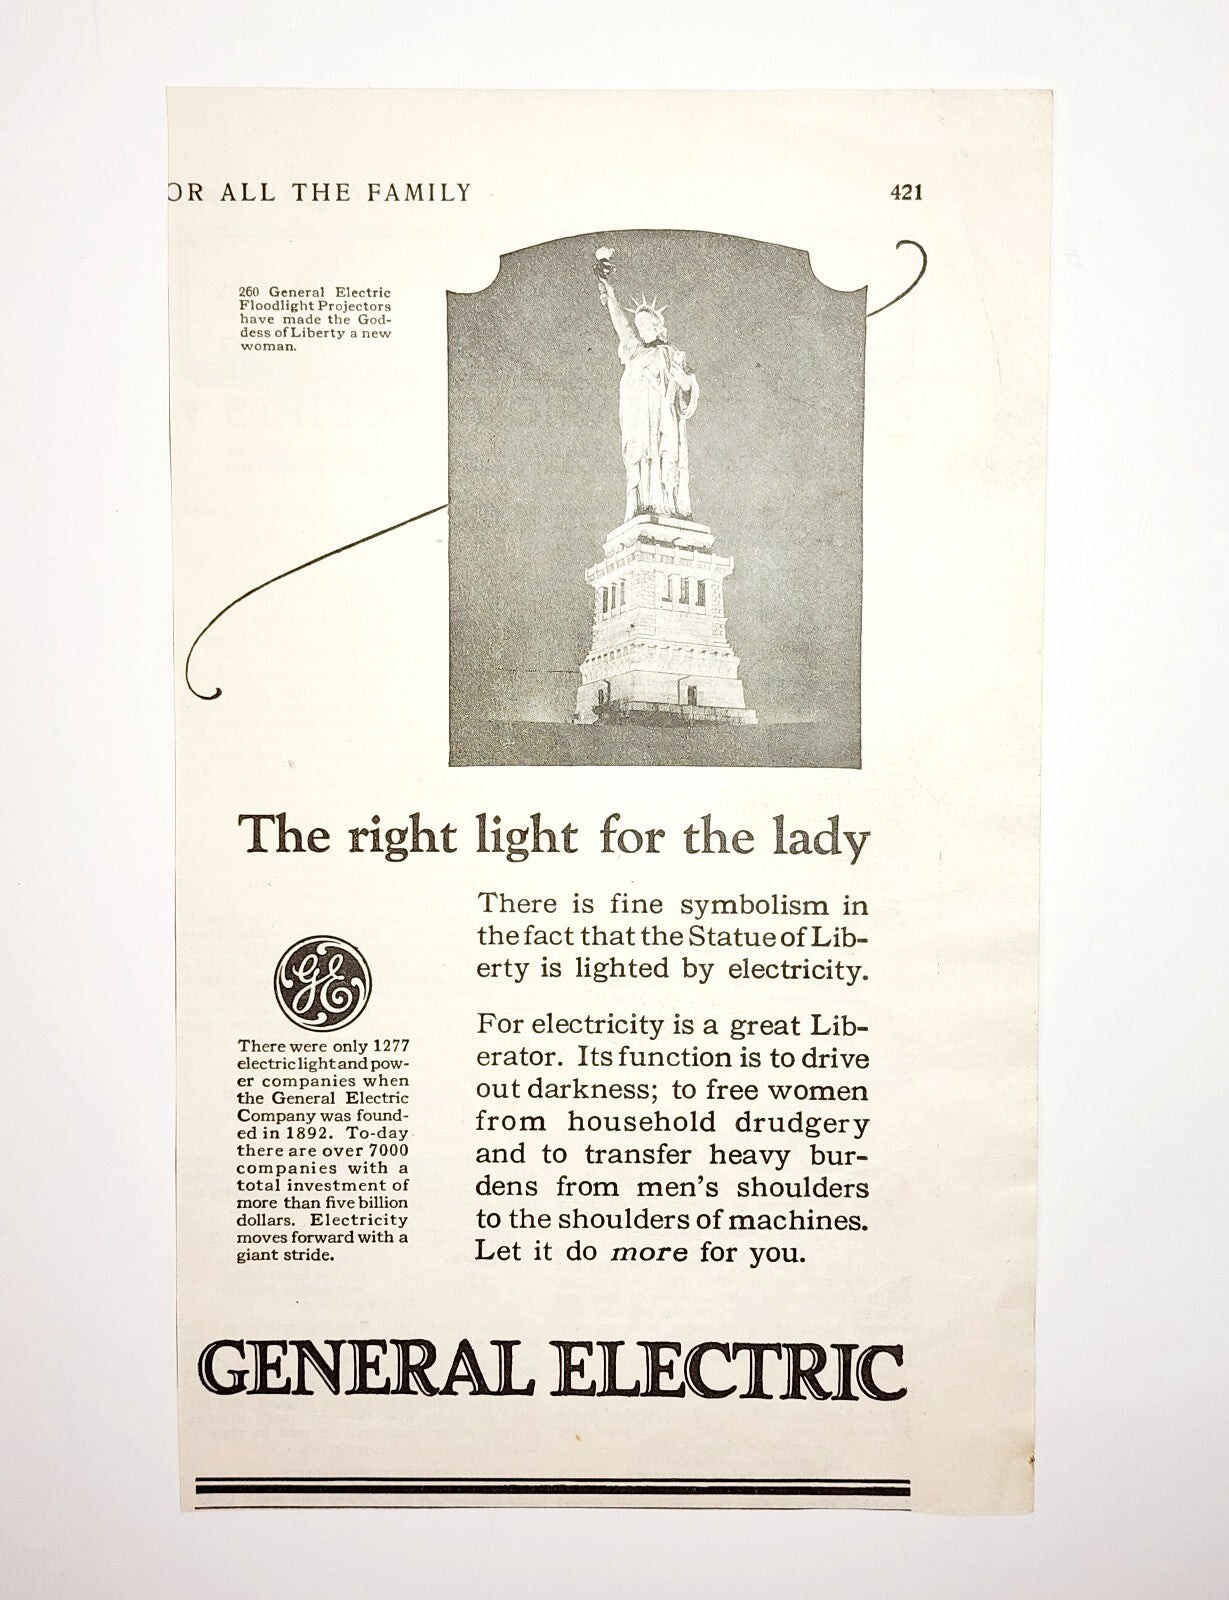 OR ALL THE FAMILY
421
260 General Electric
Floodlight Projectors
have made the God-
dess of Liberty a new
woman.
The right light for the lady
There is fine symbolism in
the fact that the Statue of Lib-
erty is lighted by electricity.
For electricity is a great Lib-
erator. Its function is to drive
out darkness; to free women
from household drudgery
and to transfer heavy bur-
dens from men's shoulders
to the shoulders of machines.
Let it do more for you.
GE
There were only 1277
electric light and pow-
er companies when
the General Electric
Company was found-
ed in 1892. To-day
there are over 7000
companies with a
total investment of
more than five billion
dollars. Electricity
moves forward with a
giant stride.
GENERAL ELECTRIC